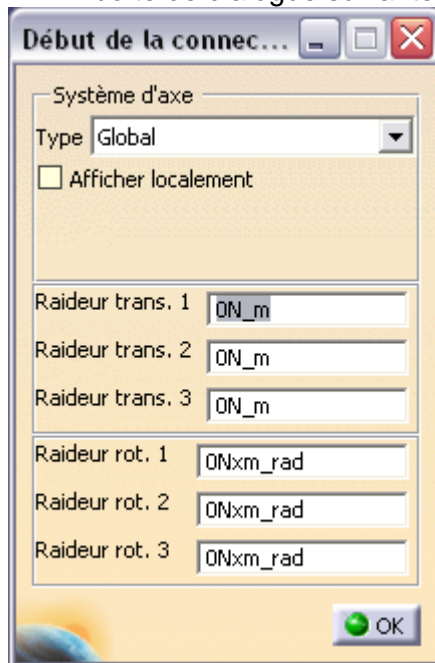 Début de la connec...
Système d'axe
Type Global
Afficher localement
Raideur trans. 1 0N_m
Raideur trans. 2 0N_m
Raideur trans. 3 0N_m
Raideur rot. 1 0Nxm_rad
Raideur rot. 2 0Nxm_rad
Raideur rot. 3 0Nxm_rad
OK